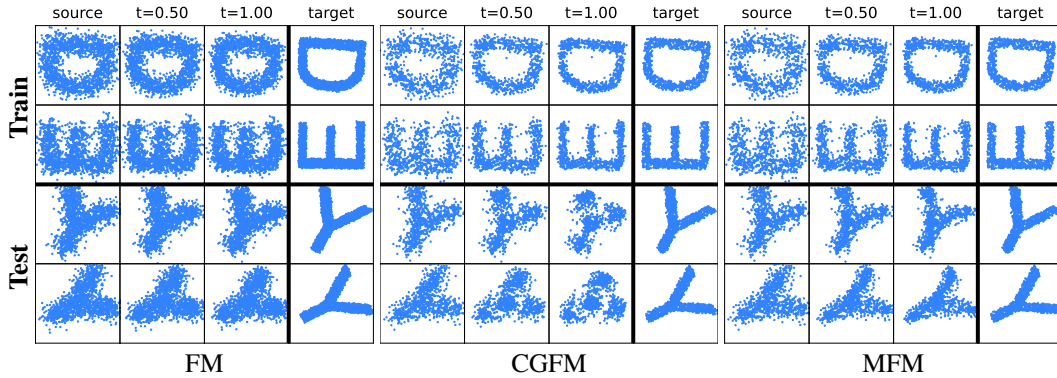 source t=0.50 t=1.00 target source t=0.50 t=1.00 target source t=0.50 t=1.00 target
Train
Test
FM CGFM MFM